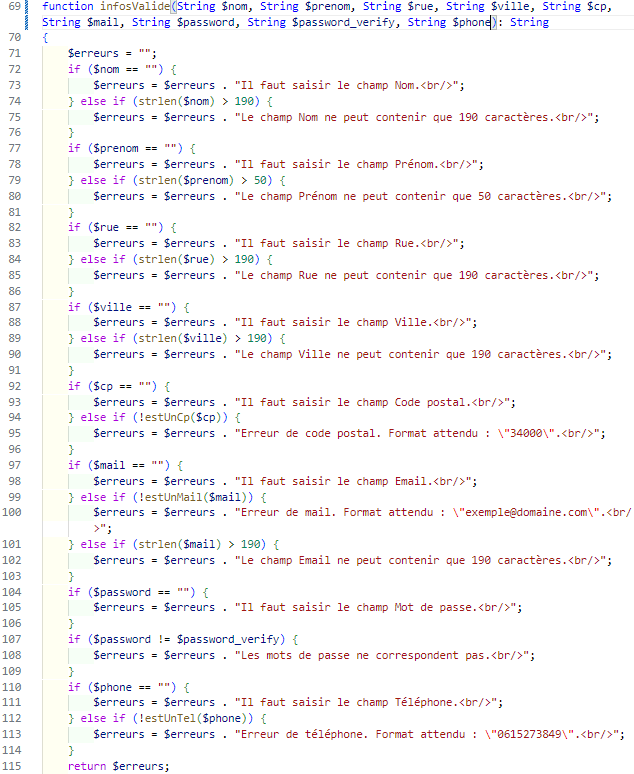 69 function infosValide(String $nom, String $prenom, String $rue, String $ville, String $cp,
String $mail, String $password, String $password_verify, String $phone): String
70 {
71 $erreurs = "";
72 if ($nom == "") {
73 $erreurs = $erreurs . "Il faut saisir le champ Nom.<br/>";
74 } else if (strlen($nom) > 190) {
75 $erreurs = $erreurs . "Le champ Nom ne peut contenir que 190 caractères.<br/>";
76 }
77 if ($prenom == "") {
78 $erreurs = $erreurs . "Il faut saisir le champ Prénom.<br/>";
79 } else if (strlen($prenom) > 50) {
80 $erreurs = $erreurs . "Le champ Prénom ne peut contenir que 50 caractères.<br/>";
81 }
82 if ($rue == "") {
83 $erreurs = $erreurs . "Il faut saisir le champ Rue.<br/>";
84 } else if (strlen($rue) > 190) {
85 $erreurs = $erreurs . "Le champ Rue ne peut contenir que 190 caractères.<br/>";
86 }
87 if ($ville == "") {
88 $erreurs = $erreurs . "Il faut saisir le champ Ville.<br/>";
89 } else if (strlen($ville) > 190) {
90 $erreurs = $erreurs . "Le champ Ville ne peut contenir que 190 caractères.<br/>";
91 }
92 if ($cp == "") {
93 $erreurs = $erreurs . "Il faut saisir le champ Code postal.<br/>";
94 } else if (!estUnCp($cp)) {
95 $erreurs = $erreurs . "Erreur de code postal. Format attendu : \"34000\".<br/>";
96 }
97 if ($mail == "") {
98 $erreurs = $erreurs . "Il faut saisir le champ Email.<br/>";
99 } else if (!estUnMail($mail)) {
100 $erreurs = $erreurs . "Erreur de mail. Format attendu : \"exemple@domaine.com\".<br/
>";
101 } else if (strlen($mail) > 190) {
102 $erreurs = $erreurs . "Le champ Email ne peut contenir que 190 caractères.<br/>";
103 }
104 if ($password == "") {
105 $erreurs = $erreurs . "Il faut saisir le champ Mot de passe.<br/>";
106 }
107 if ($password != $password_verify) {
108 $erreurs = $erreurs . "Les mots de passe ne correspondent pas.<br/>";
109 }
110 if ($phone == "") {
111 $erreurs = $erreurs . "Il faut saisir le champ Téléphone.<br/>";
112 } else if (!estUnTel($phone)) {
113 $erreurs = $erreurs . "Erreur de téléphone. Format attendu : \"0615273849\".<br/>";
114 }
115 return $erreurs;